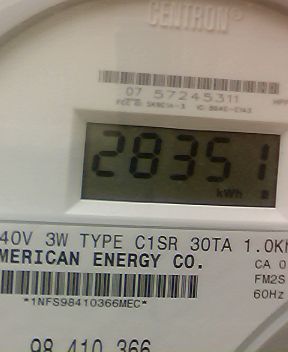 CENTRON®
07 57245311
28351
kWh
40V 3W TYPE C1SR 30TA 1.0K
MERICAN ENERGY CO.
CA 0
FM2S
60Hz
*1NFS98410366MEC*
98 410 366